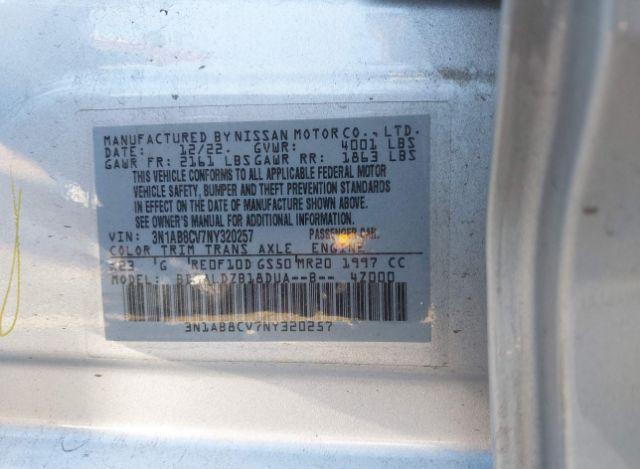 MANUFACTURED BY NISSAN MOTOR CO., LTD.
DATE: 12/22. GVWR: 4001 LBS
GAWR FR: 2161 LBS GAWR RR: 1863 LBS
THIS VEHICLE CONFORMS TO ALL APPLICABLE FEDERAL MOTOR
VEHICLE SAFETY, BUMPER AND THEFT PREVENTION STANDARDS
IN EFFECT ON THE DATE OF MANUFACTURE SHOWN ABOVE.
SEE OWNER'S MANUAL FOR ADDITIONAL INFORMATION.
VIN: 3N1AB8CV7NY320257 PASSENGER CAR
COLOR TRIM TRANS AXLE ENGINE
G RE0F10D GS50 MR20 1997 CC
47000
3N1AB8CV7NY320257